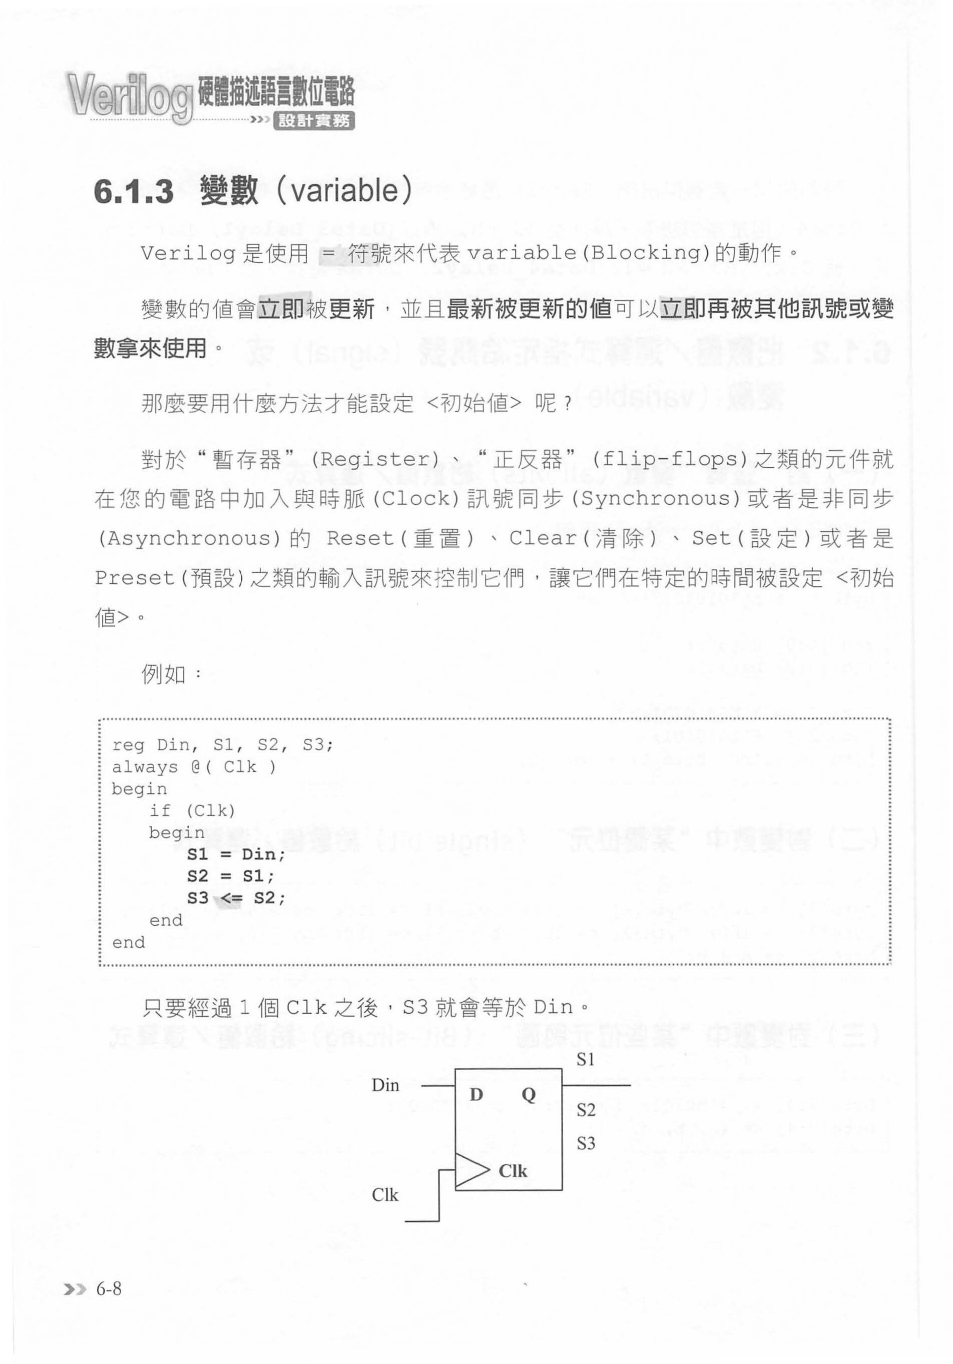 Verilog 硬體描述語言數位電路
設計實務
6.1.3 變數（variable）
Verilog 是使用 = 符號來代表 variable(Blocking)的動作。
變數的值會立即被更新，並且最新被更新的值可以立即再被其他訊號或變
數拿來使用。
那麼要用什麼方法才能設定 <初始值> 呢？
對於“暫存器”(Register)、“正反器”(flip-flops)之類的元件就
在您的電路中加入與時脈(Clock)訊號同步(Synchronous)或者是非同步
(Asynchronous)的 Reset(重置)、Clear(清除)、Set(設定)或者是
Preset(預設)之類的輸入訊號來控制它們，讓它們在特定的時間被設定 <初始
值>。
例如：
reg Din, S1, S2, S3;
always @( Clk )
begin
if (Clk)
begin
S1 = Din;
S2 = S1;
S3 <= S2;
end
end
只要經過 1 個 Clk 之後，S3 就會等於 Din。
S1
Din
D Q
S2
S3
Clk
Clk
6-8